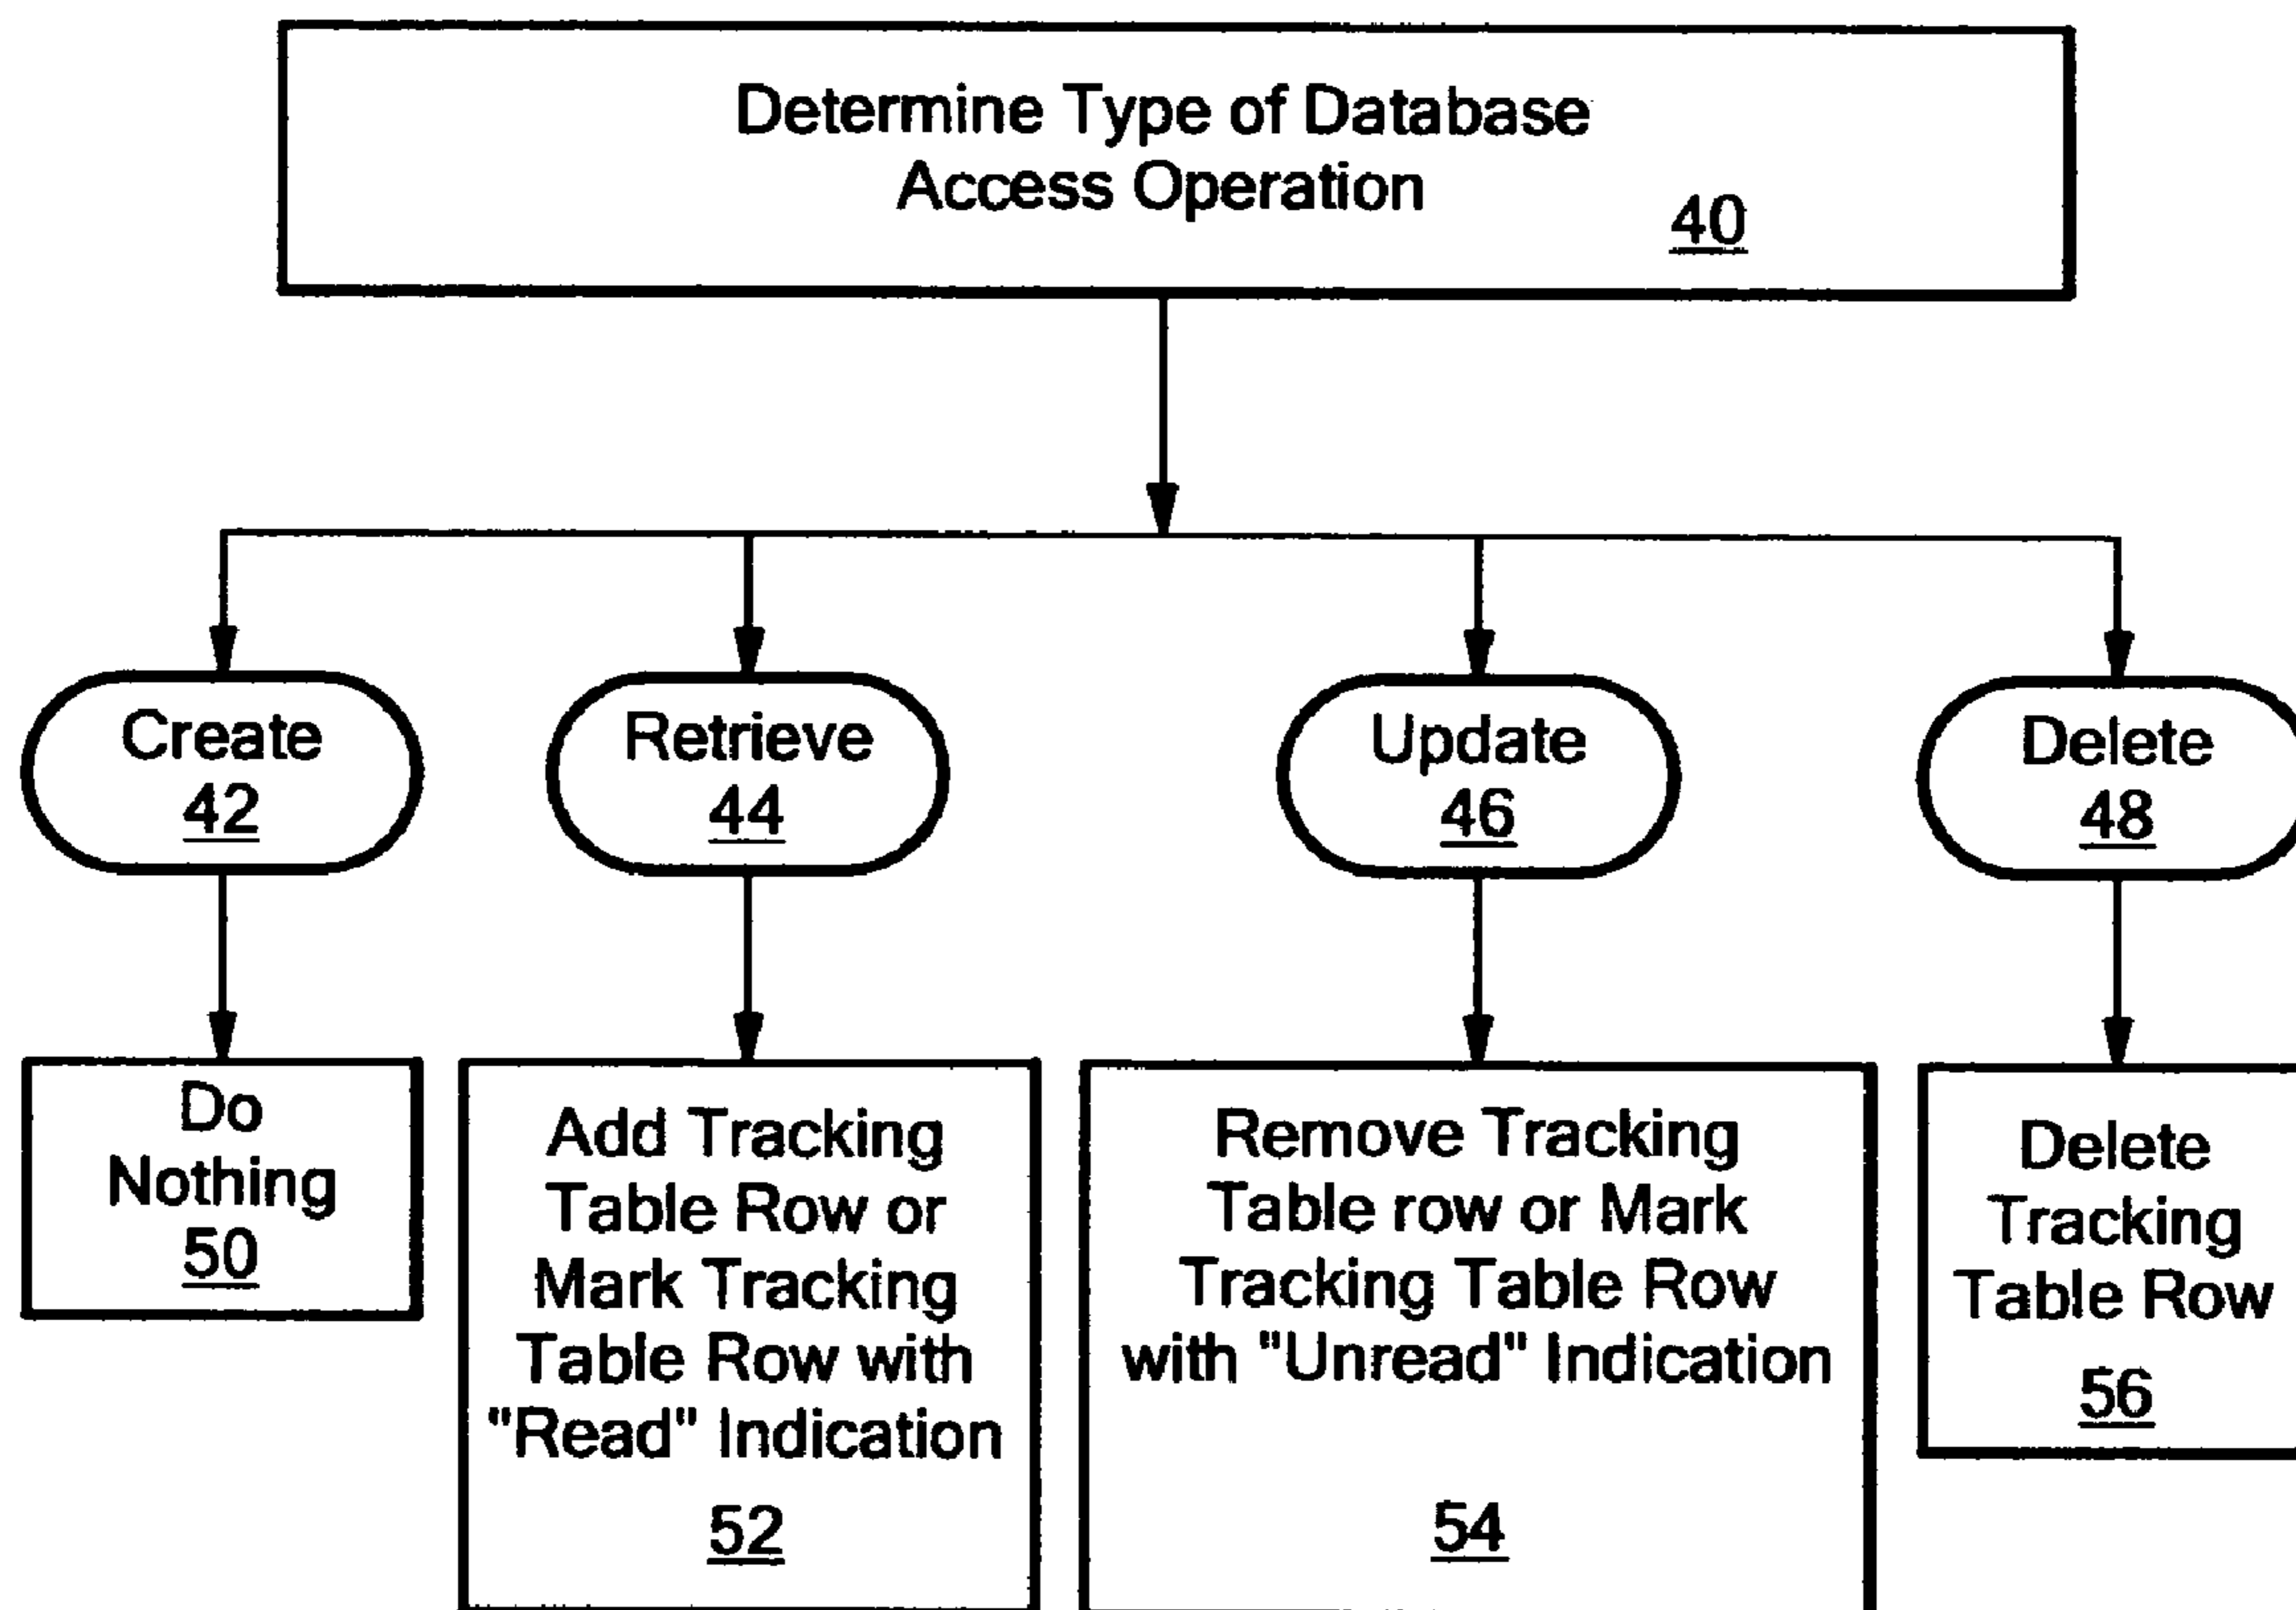 Determine Type of Database
Access Operation
40
Create
42
Retrieve
44
Update
46
Delete
48
Do
Nothing
50
Add Tracking
Table Row or
Mark Tracking
Table Row with
"Read" Indication
52
Remove Tracking
Table row or Mark
Tracking Table Row
with "Unread" Indication
54
Delete
Tracking
Table Row
56